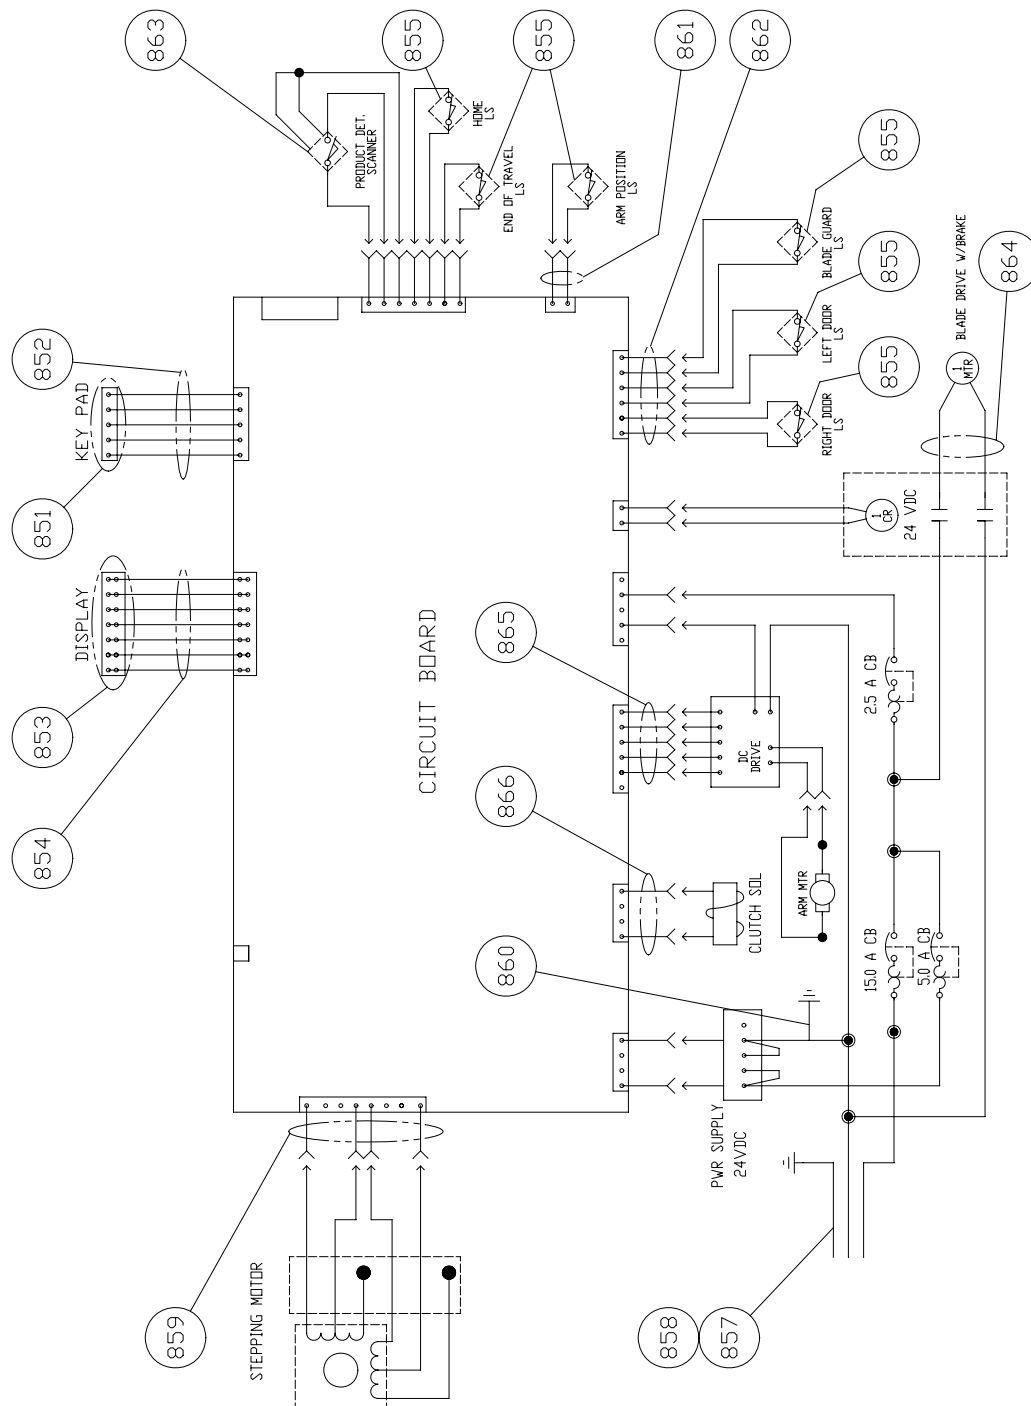 854
853
851
852
DISPLAY
KEY PAD
859
863
STEPPING MOTOR
PRODUCT DET.
SCANNER
855
CIRCUIT BOARD
HOME
LS
860
866
865
END OF TRAVEL
LS
855
ARM POSITION
LS
858
861
PWR SUPPLY
24VDC
857
CLUTCH SOL
DC
DRIVE
862
ARM MTR
RIGHT DOOR
LS
LEFT DOOR
LS
BLADE GUARD
LS
855
855
855
15.0 A CB
2.5 A CB
1
CR
24 VDC
5.0 A CB
1
MTR
BLADE DRIVE W/BRAKE
864